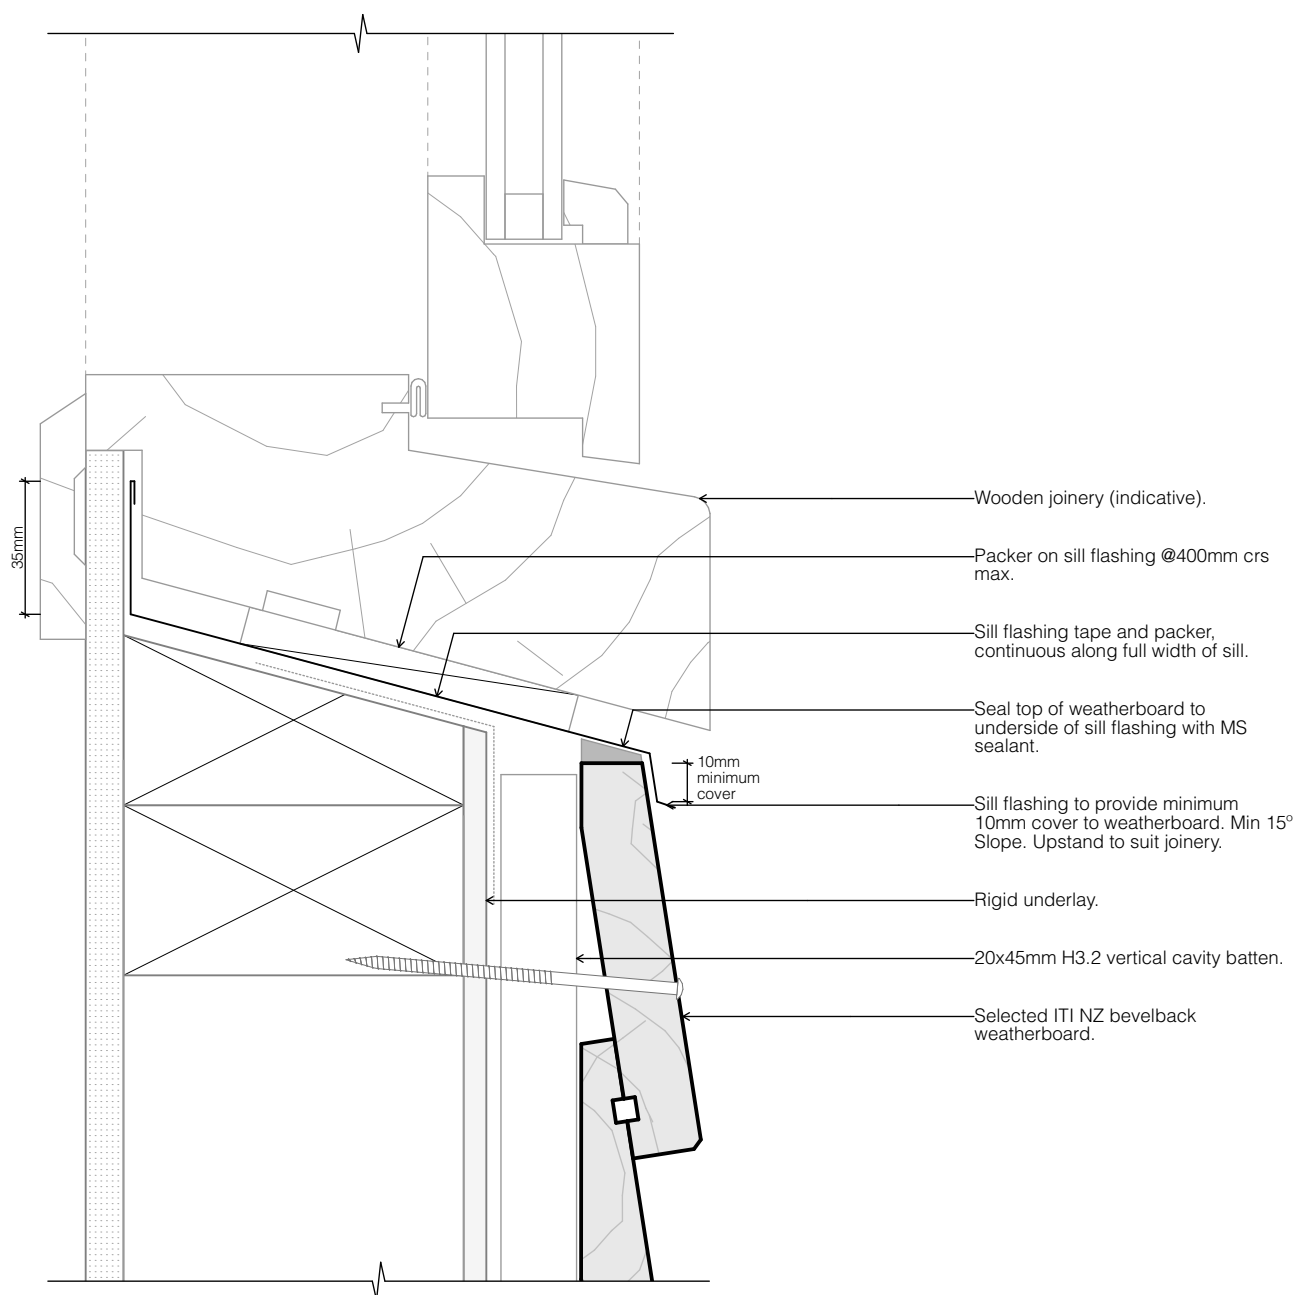 35mm
Wooden joinery (indicative).
Packer on sill flashing @400mm crs
max.
Sill flashing tape and packer,
continuous along full width of sill.
Seal top of weatherboard to
underside of sill flashing with MS
sealant.
10mm
minimum
cover
Sill flashing to provide minimum
10mm cover to weatherboard. Min 15º
Slope. Upstand to suit joinery.
Rigid underlay.
20x45mm H3.2 vertical cavity batten.
Selected ITI NZ bevelback
weatherboard.